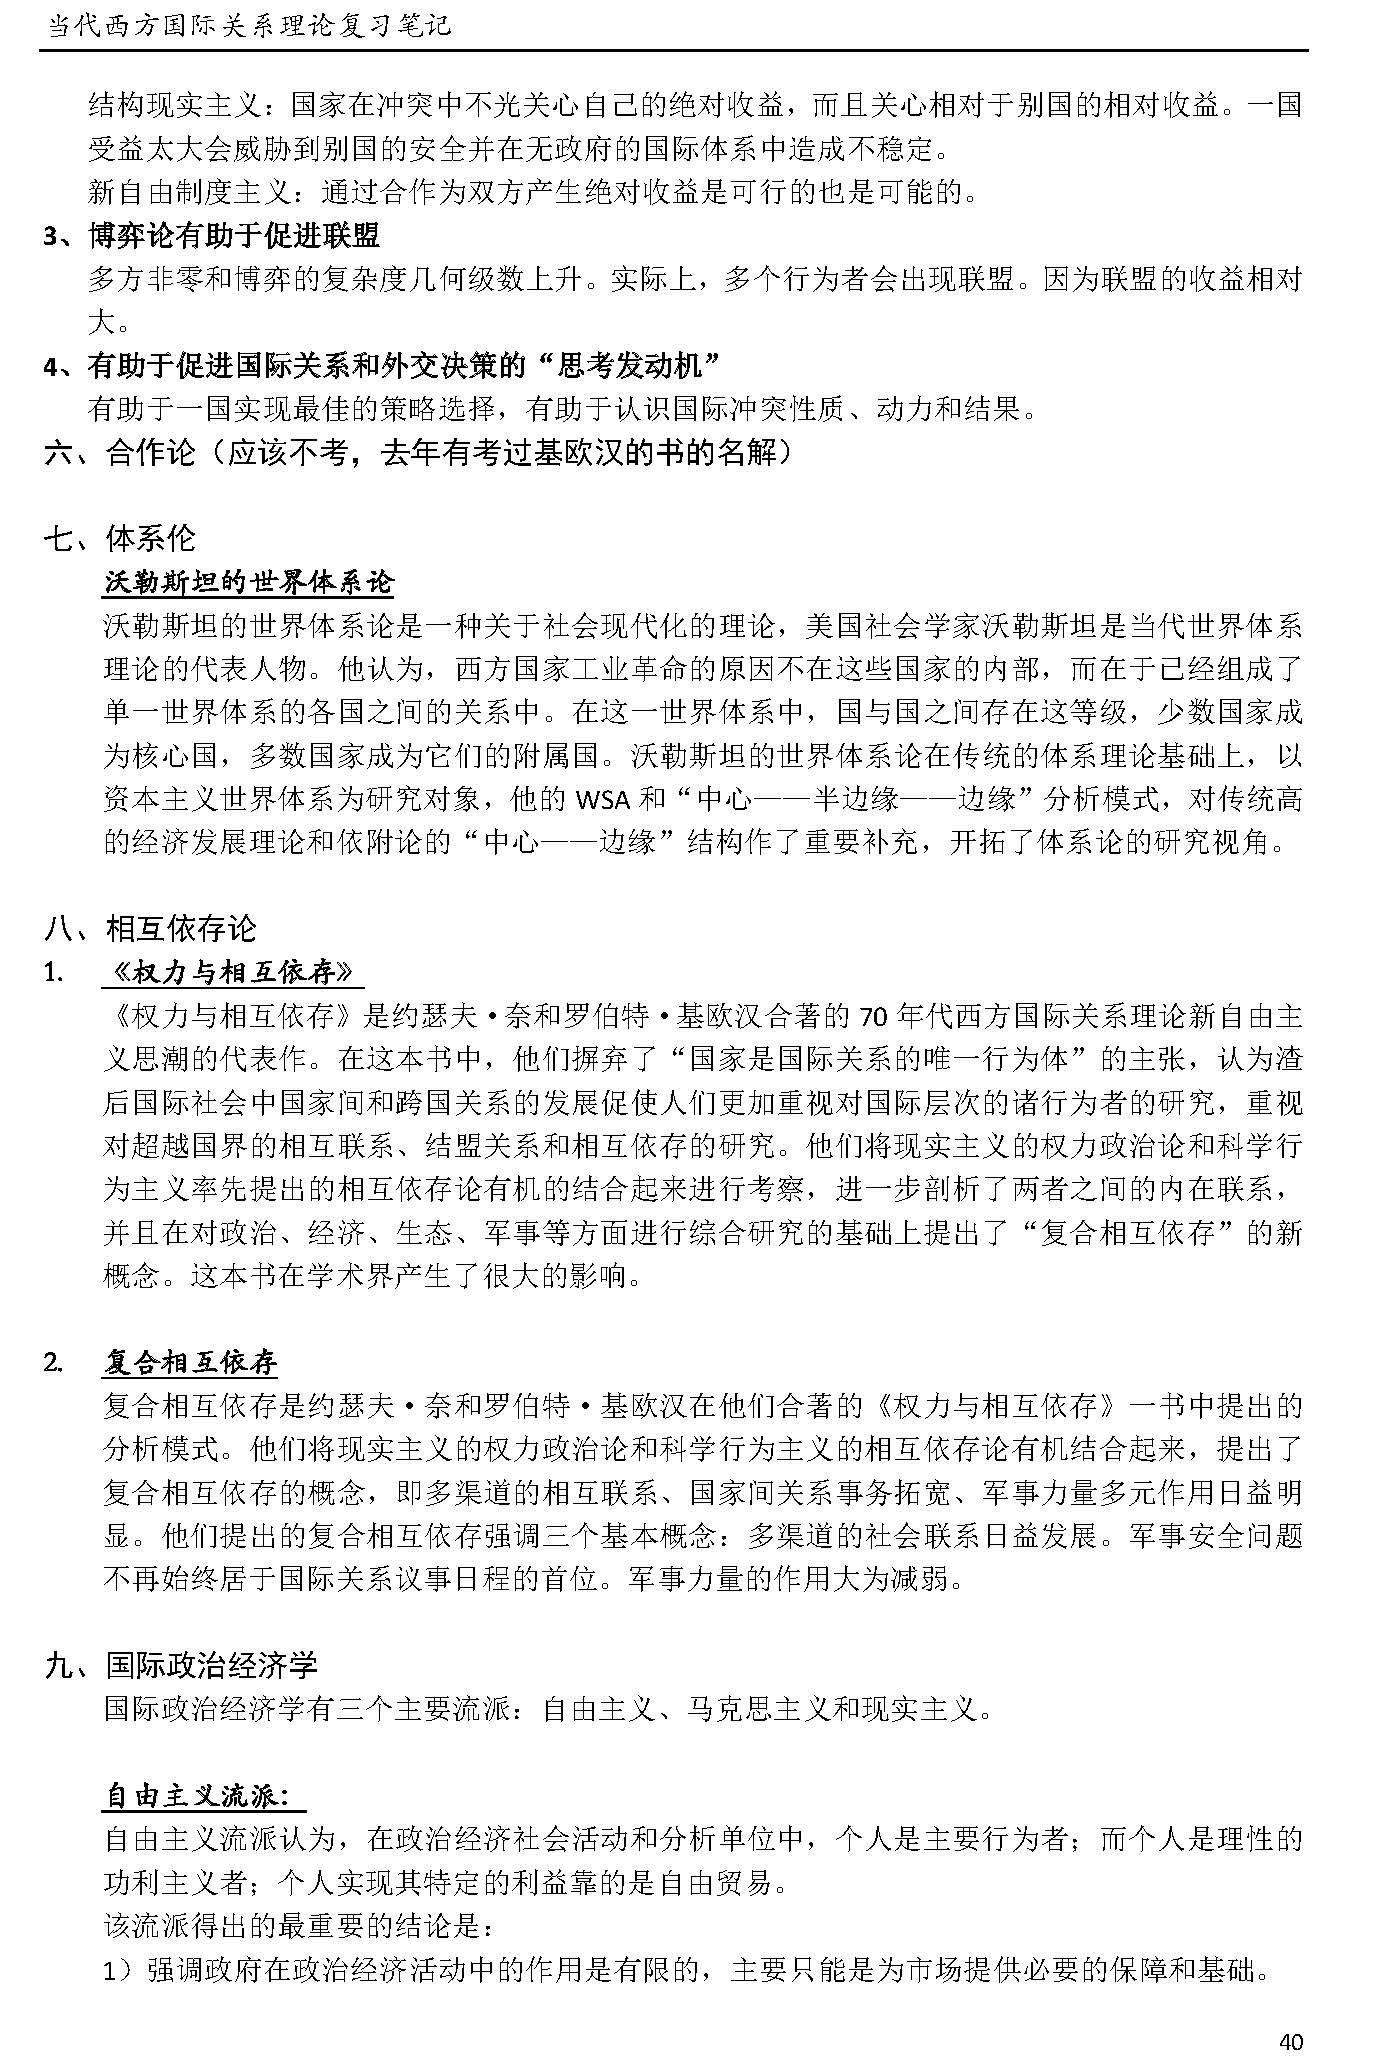 当代西方国际关系理论复习笔记
结构现实主义：国家在冲突中不光关心自己的绝对收益，而且关心相对于别国的相对收益。一国
受益太大会威胁到别国的安全并在无政府的国际体系中造成不稳定。
新自由制度主义：通过合作为双方产生绝对收益是可行的也是可能的。
3、博弈论有助于促进联盟
多方非零和博弈的复杂度几何级数上升。实际上，多个行为者会出现联盟。因为联盟的收益相对
大。
4、有助于促进国际关系和外交决策的“思考发动机”
有助于一国实现最佳的策略选择，有助于认识国际冲突性质、动力和结果。
六、合作论（应该不考，去年有考过基欧汉的书的名解）
七、体系伦
沃勒斯坦的世界体系论
沃勒斯坦的世界体系论是一种关于社会现代化的理论，美国社会学家沃勒斯坦是当代世界体系
理论的代表人物。他认为，西方国家工业革命的原因不在这些国家的内部，而在于已经组成了
单一世界体系的各国之间的关系中。在这一世界体系中，国与国之间存在这等级，少数国家成
为核心国，多数国家成为它们的附属国。沃勒斯坦的世界体系论在传统的体系理论基础上，以
资本主义世界体系为研究对象，他的 WSA 和“中心——半边缘——边缘”分析模式，对传统高
的经济发展理论和依附论的“中心——边缘”结构作了重要补充，开拓了体系论的研究视角。
八、相互依存论
1. 《权力与相互依存》
《权力与相互依存》是约瑟夫·奈和罗伯特·基欧汉合著的 70 年代西方国际关系理论新自由主
义思潮的代表作。在这本书中，他们摒弃了“国家是国际关系的唯一行为体”的主张，认为渣
后国际社会中国家间和跨国关系的发展促使人们更加重视对国际层次的诸行为者的研究，重视
对超越国界的相互联系、结盟关系和相互依存的研究。他们将现实主义的权力政治论和科学行
为主义率先提出的相互依存论有机的结合起来进行考察，进一步剖析了两者之间的内在联系，
并且在对政治、经济、生态、军事等方面进行综合研究的基础上提出了“复合相互依存”的新
概念。这本书在学术界产生了很大的影响。
2. 复合相互依存
复合相互依存是约瑟夫·奈和罗伯特·基欧汉在他们合著的《权力与相互依存》一书中提出的
分析模式。他们将现实主义的权力政治论和科学行为主义的相互依存论有机结合起来，提出了
复合相互依存的概念，即多渠道的相互联系、国家间关系事务拓宽、军事力量多元作用日益明
显。他们提出的复合相互依存强调三个基本概念：多渠道的社会联系日益发展。军事安全问题
不再始终居于国际关系议事日程的首位。军事力量的作用大为减弱。
九、国际政治经济学
国际政治经济学有三个主要流派：自由主义、马克思主义和现实主义。
自由主义流派：
自由主义流派认为，在政治经济社会活动和分析单位中，个人是主要行为者；而个人是理性的
功利主义者；个人实现其特定的利益靠的是自由贸易。
该流派得出的最重要的结论是：
1）强调政府在政治经济活动中的作用是有限的，主要只能是为市场提供必要的保障和基础。
40